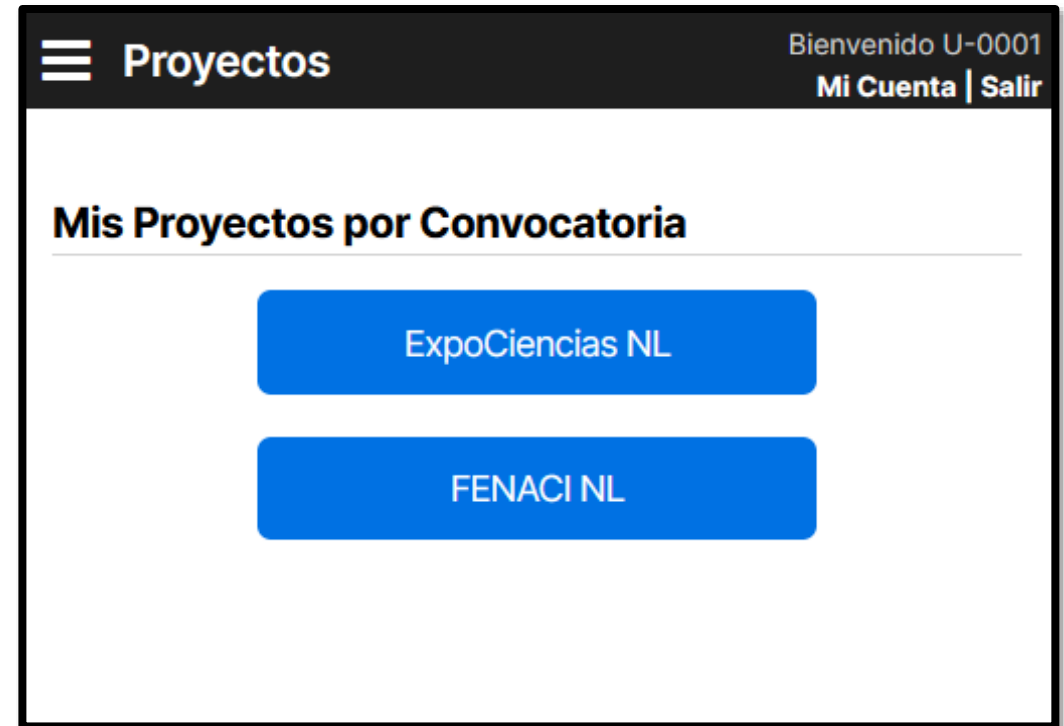 Proyectos
Bienvenido U-0001
Mi Cuenta | Salir
Mis Proyectos por Convocatoria
ExpoCiencias NL
FENACI NL